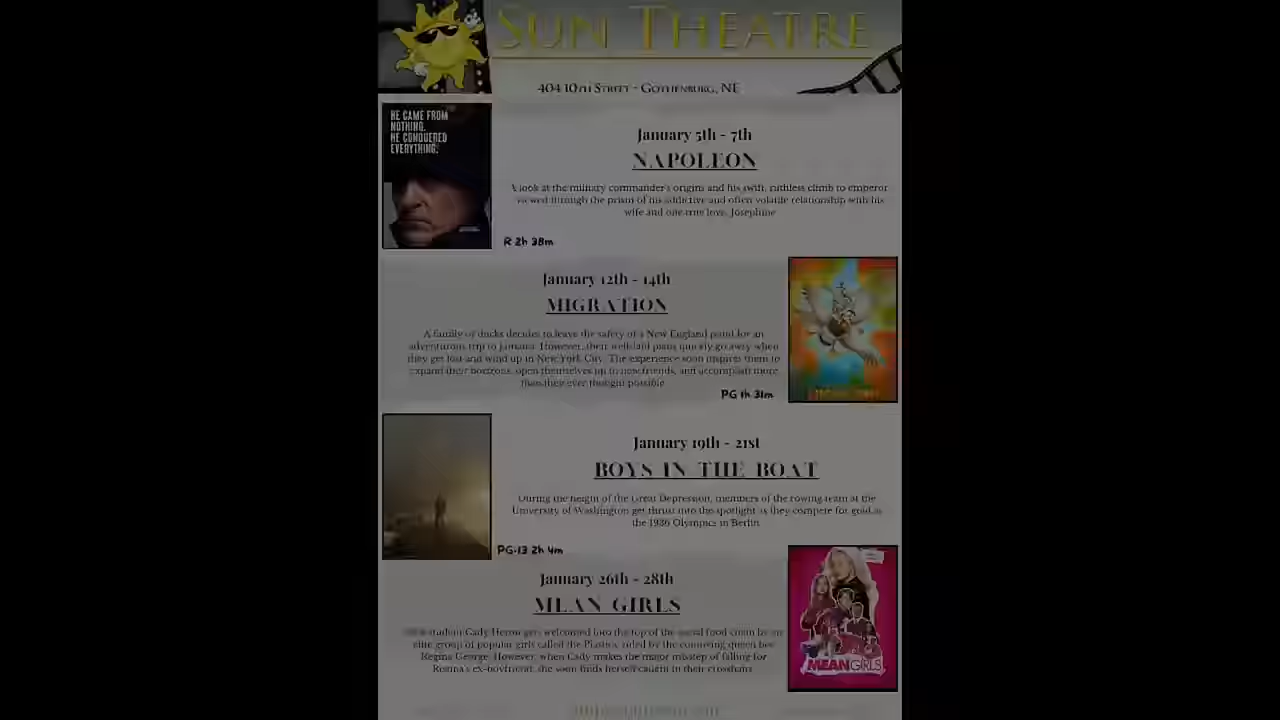 SUN THEATRE
404 10TH STREET - GOTHENBURG, NE
HE CAME FROM
NOTHING.
HE CONQUERED
EVERYTHING.
January 5th - 7th
NAPOLEON
A look at the military commander's origins and his swift, ruthless climb to emperor
viewed through the prism of his addictive and often volatile relationship with his
wife and one true love, Josephine
R 2h 38m
January 12th - 14th
MIGRATION
A family of ducks decides to leave the safety of a New England pond for an
adventurous trip to Jamaica. However, their well-laid plans quickly go awry when
they get lost and wind up in New York City. The experience soon inspires them to
expand their horizons, open themselves up to new friends, and accomplish more
than they ever thought possible
PG 1h 31m
January 19th - 21st
BOYS IN THE BOAT
During the height of the Great Depression, members of the rowing team at the
University of Washington get thrust into the spotlight as they compete for gold at
the 1936 Olympics in Berlin
PG-13 2h 4m
January 26th - 28th
MEAN GIRLS
student Cady Heron gets welcomed into the top of the social food chain by an
elite group of popular girls called the Plastics, ruled by the conniving queen bee
Regina George. However, when Cady makes the major misstep of falling for
Regina's ex-boyfriend, she soon finds herself caught in their crosshairs
MEAN GIRLS